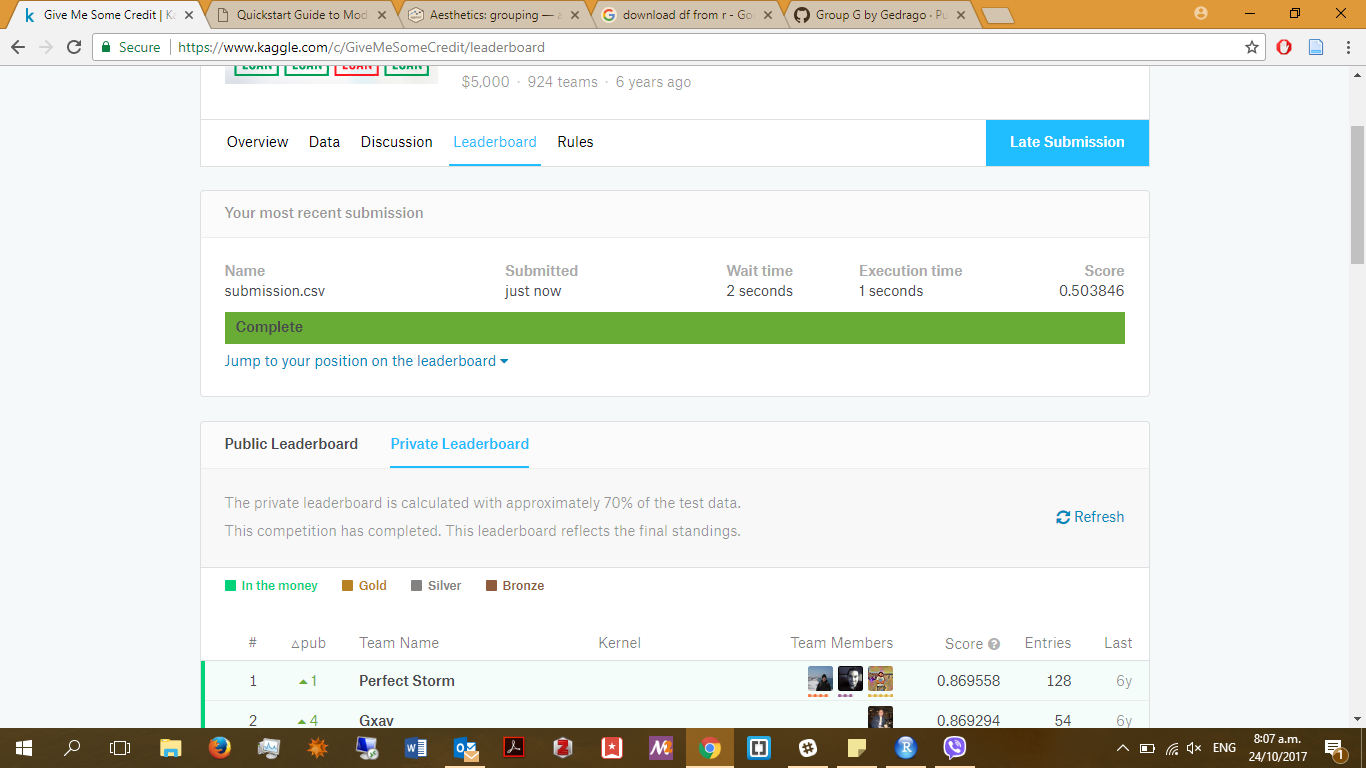 Give Me Some Credit | Ka
Quickstart Guide to Mod
Aesthetics: grouping — a
download df from r - Go
Group G by Gedrago · Pu
Secure
https://www.kaggle.com/c/GiveMeSomeCredit/leaderboard
LOAN LOAN LOAN LOAN
$5,000 · 924 teams · 6 years ago
Overview Data Discussion Leaderboard Rules Late Submission
Your most recent submission
Name Submitted Wait time Execution time Score
submission.csv just now 2 seconds 1 seconds 0.503846
Complete
Jump to your position on the leaderboard
Public Leaderboard Private Leaderboard
The private leaderboard is calculated with approximately 70% of the test data.
This competition has completed. This leaderboard reflects the final standings.
Refresh
In the money Gold Silver Bronze
# △pub Team Name Kernel Team Members Score Entries Last
1 1 Perfect Storm 0.869558 128 6y
2 4 Gxav 0.869294 54 6y
ENG
8:07 a.m.
24/10/2017